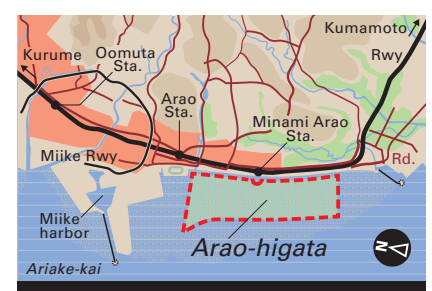 Kumamoto
Kurume
Oomuta
Sta.
Rwy
Arao
Sta.
Minami Arao
Sta.
Miike Rwy
Rd.
Miike
harbor
Arao-higata
N
Ariake-kai